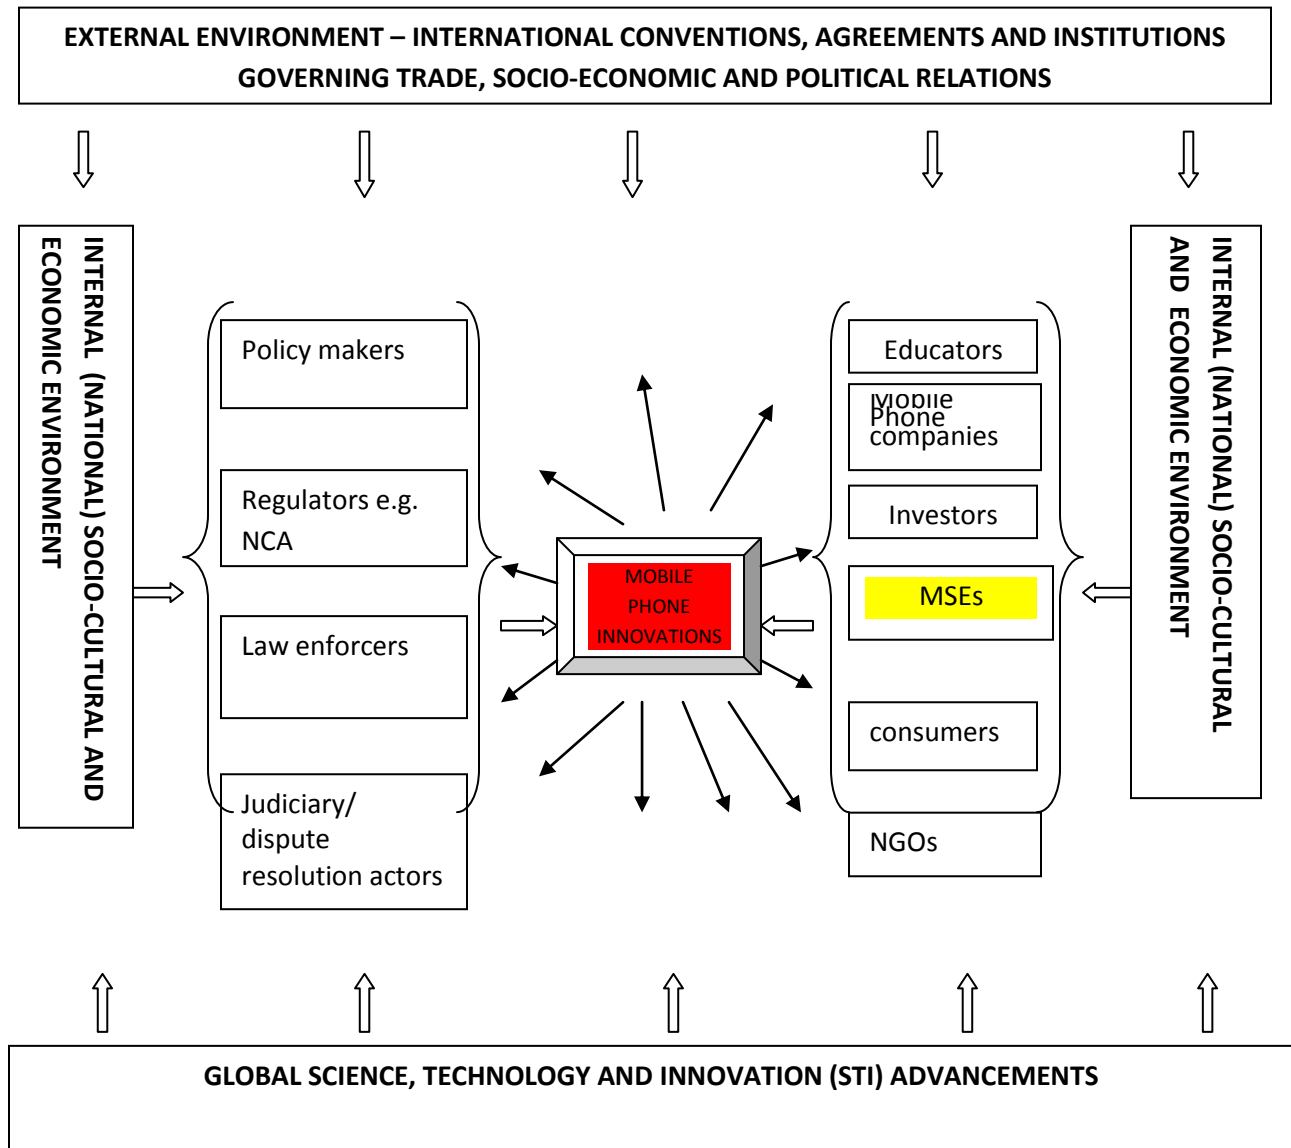 EXTERNAL ENVIRONMENT – INTERNATIONAL CONVENTIONS, AGREEMENTS AND INSTITUTIONS
GOVERNING TRADE, SOCIO-ECONOMIC AND POLITICAL RELATIONS
INTERNAL (NATIONAL) SOCIO-CULTURAL AND
ECONOMIC ENVIRONMENT
Policy makers
Regulators e.g.
NCA
Law enforcers
Judiciary/
dispute
resolution actors
MOBILE
PHONE
INNOVATIONS
Educators
Mobile
Phone
companies
Investors
MSEs
consumers
NGOs
INTERNAL (NATIONAL) SOCIO-CULTURAL
AND ECONOMIC ENVIRONMENT
GLOBAL SCIENCE, TECHNOLOGY AND INNOVATION (STI) ADVANCEMENTS